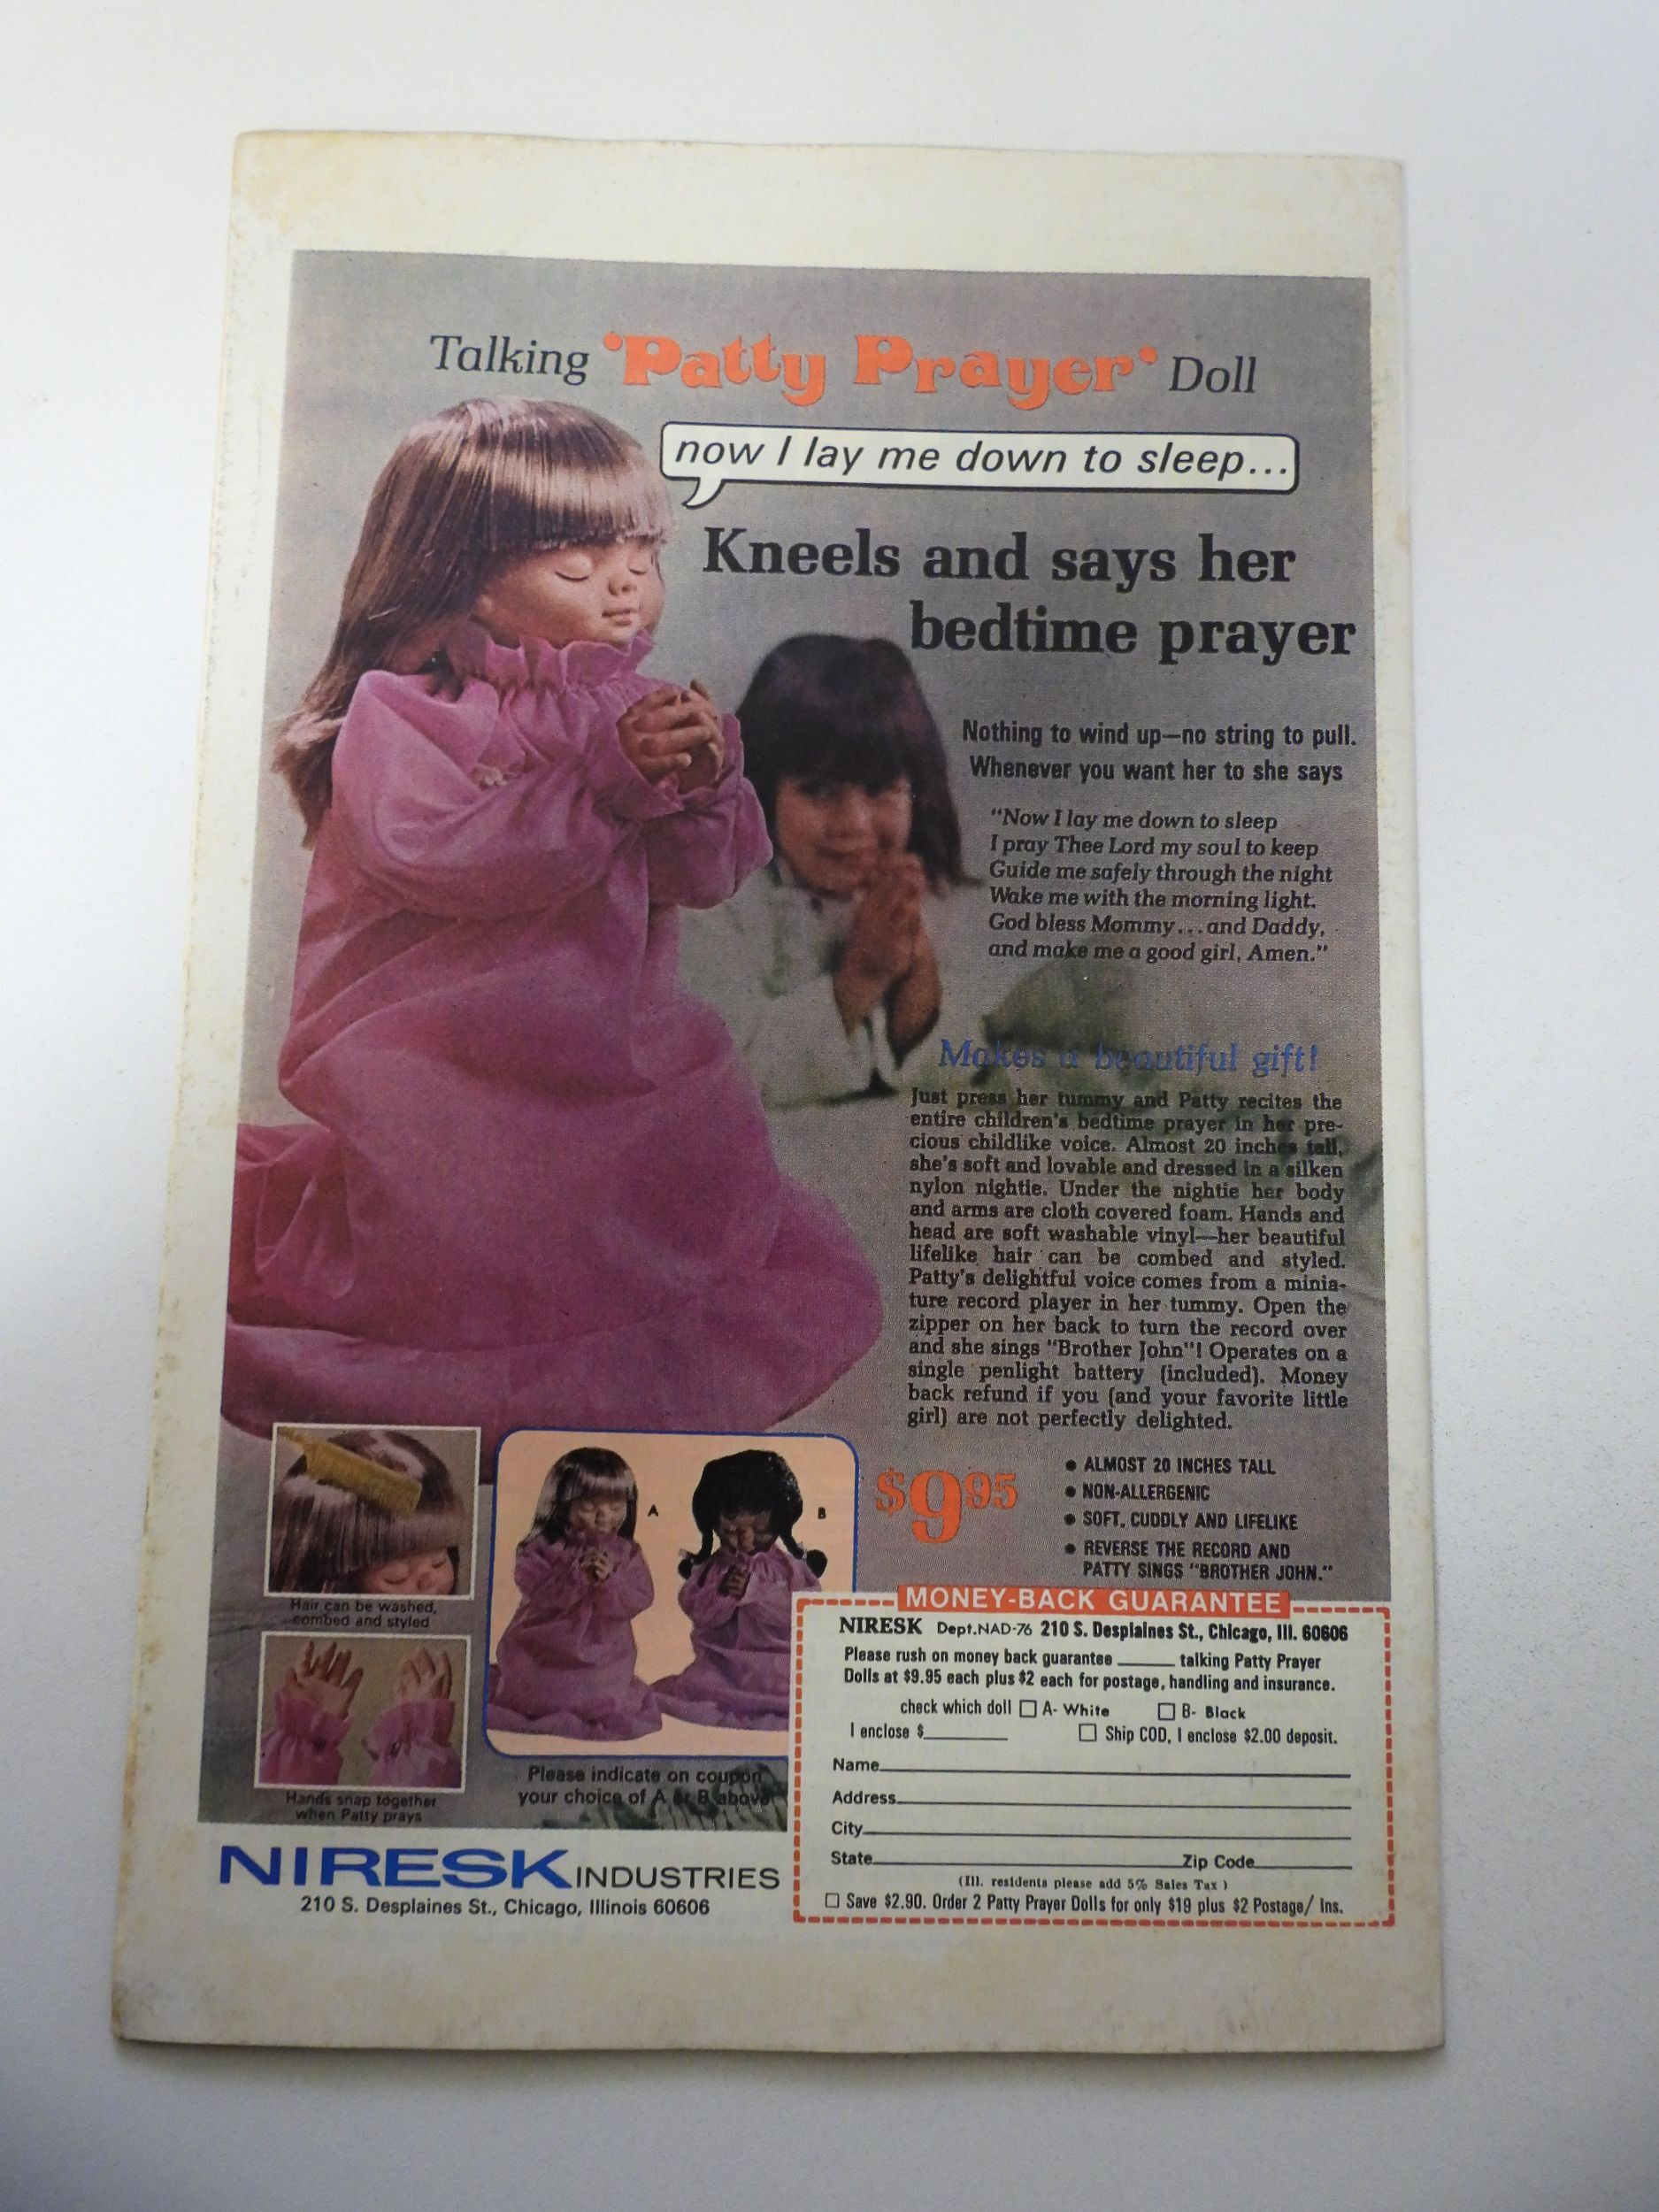 Talking 'Patty Prayer' Doll
now I lay me down to sleep...
Kneels and says her
bedtime prayer
Nothing to wind up—no string to pull.
Whenever you want her to she says
"Now I lay me down to sleep
I pray Thee Lord my soul to keep
Guide me safely through the night
Wake me with the morning light.
God bless Mommy...and Daddy,
and make me a good girl, Amen."
Makes a beautiful gift!
Just press her tummy and Patty recites the
entire children's bedtime prayer in her pre-
cious childlike voice. Almost 20 inches tall,
she's soft and lovable and dressed in a silken
nylon nightie. Under the nightie her body
and arms are cloth covered foam. Hands and
head are soft washable vinyl—her beautiful
lifelike hair can be combed and styled.
Patty's delightful voice comes from a minia-
ture record player in her tummy. Open the
zipper on her back to turn the record over
and she sings "Brother John"! Operates on a
single penlight battery (included). Money
back refund if you (and your favorite little
girl) are not perfectly delighted.
$9.95
• ALMOST 20 INCHES TALL
• NON-ALLERGENIC
• SOFT, CUDDLY AND LIFELIKE
• REVERSE THE RECORD AND
PATTY SINGS "BROTHER JOHN."
Hair can be washed,
combed and styled
Hands snap together
when Patty prays
A
B
Please indicate on coupon
your choice of A or B above
NIRESK INDUSTRIES
210 S. Desplaines St., Chicago, Illinois 60606
MONEY-BACK GUARANTEE
NIRESK Dept.NAD-76 210 S. Desplaines St., Chicago, Ill. 60606
Please rush on money back guarantee ______ talking Patty Prayer
Dolls at $9.95 each plus $2 each for postage, handling and insurance.
check which doll □ A- White □ B- Black
I enclose $________ □ Ship COD, I enclose $2.00 deposit.
Name
Address
City
State Zip Code
(Ill. residents please add 5% Sales Tax)
□ Save $2.90. Order 2 Patty Prayer Dolls for only $19 plus $2 Postage/ Ins.